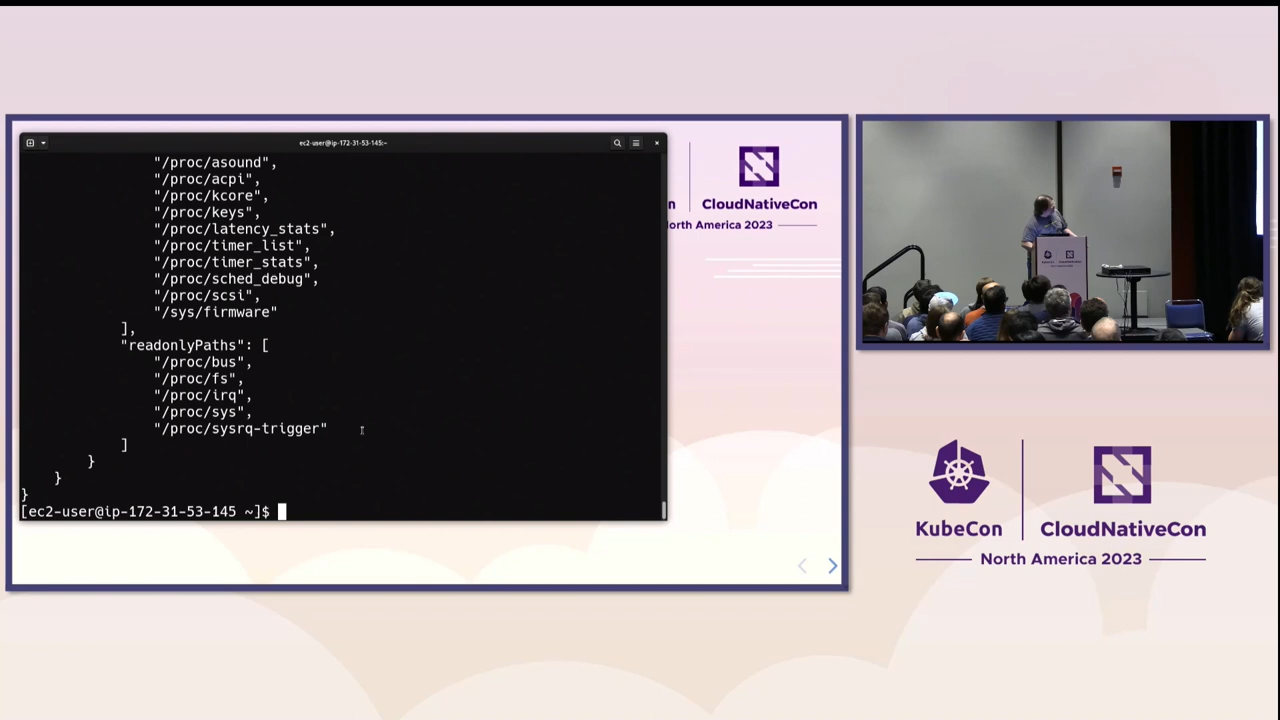 ec2-user@ip-172-31-53-145:~
"/proc/asound",
"/proc/acpi",
"/proc/kcore",
"/proc/keys",
"/proc/latency_stats",
"/proc/timer_list",
"/proc/timer_stats",
"/proc/sched_debug",
"/proc/scsi",
"/sys/firmware"
],
"readonlyPaths": [
"/proc/bus",
"/proc/fs",
"/proc/irq",
"/proc/sys",
"/proc/sysrq-trigger"
]
}
}
}
[ec2-user@ip-172-31-53-145 ~]$
n CloudNativeCon
orth America 2023
KubeCon CloudNativeCon
North America 2023